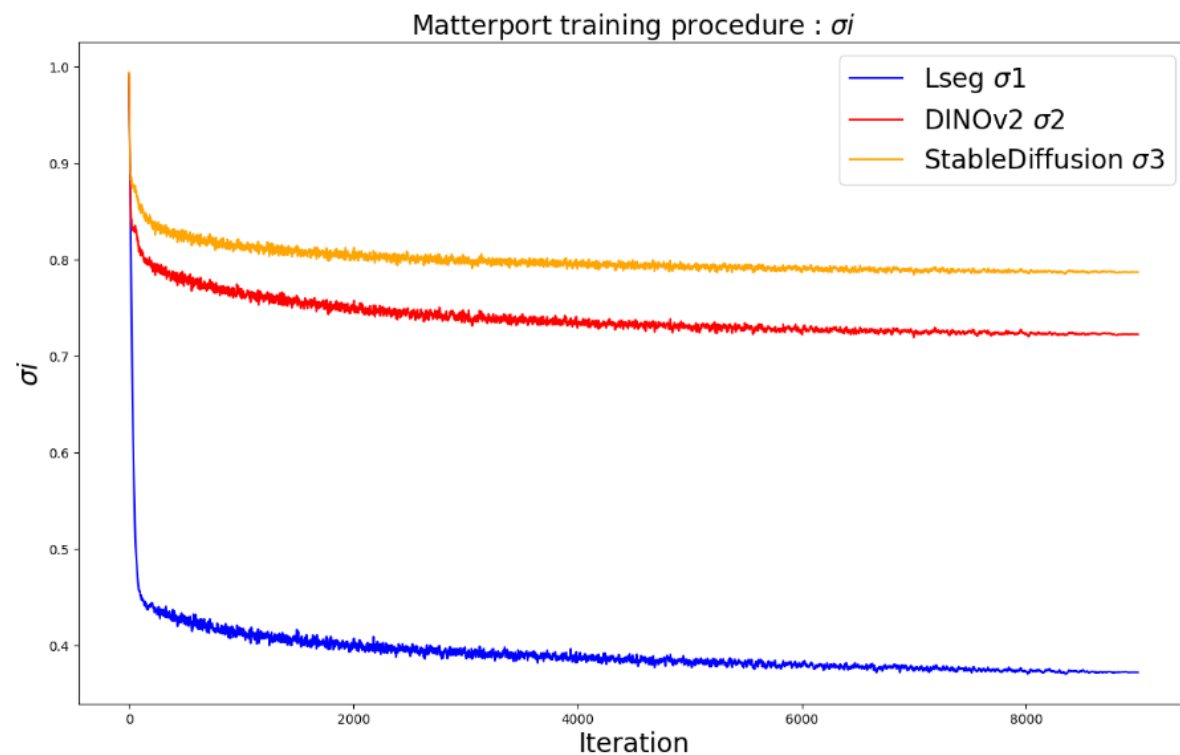 Matterport training procedure : σi
Lseg σ1
DINOv2 σ2
StableDiffusion σ3
σi
1.0
0.9
0.8
0.7
0.6
0.5
0.4
0 2000 4000 6000 8000
Iteration